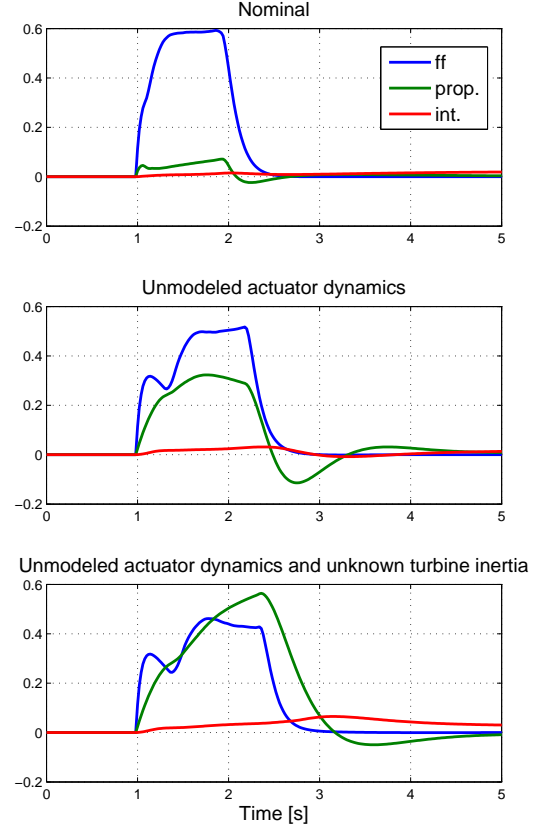 Nominal
0.6
0.4
0.2
0
−0.2
0 1 2 3 4 5
ff
prop.
int.
Unmodeled actuator dynamics
0.6
0.4
0.2
0
−0.2
0 1 2 3 4 5
Unmodeled actuator dynamics and unknown turbine inertia
0.6
0.4
0.2
0
−0.2
0 1 2 3 4 5
Time [s]